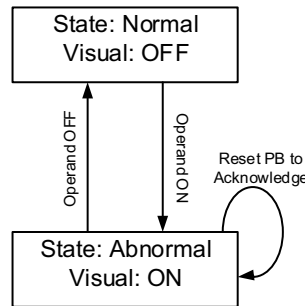 State: Normal
Visual: OFF
Operand OFF
Operand ON
Reset PB to
Acknowledge
State: Abnormal
Visual: ON